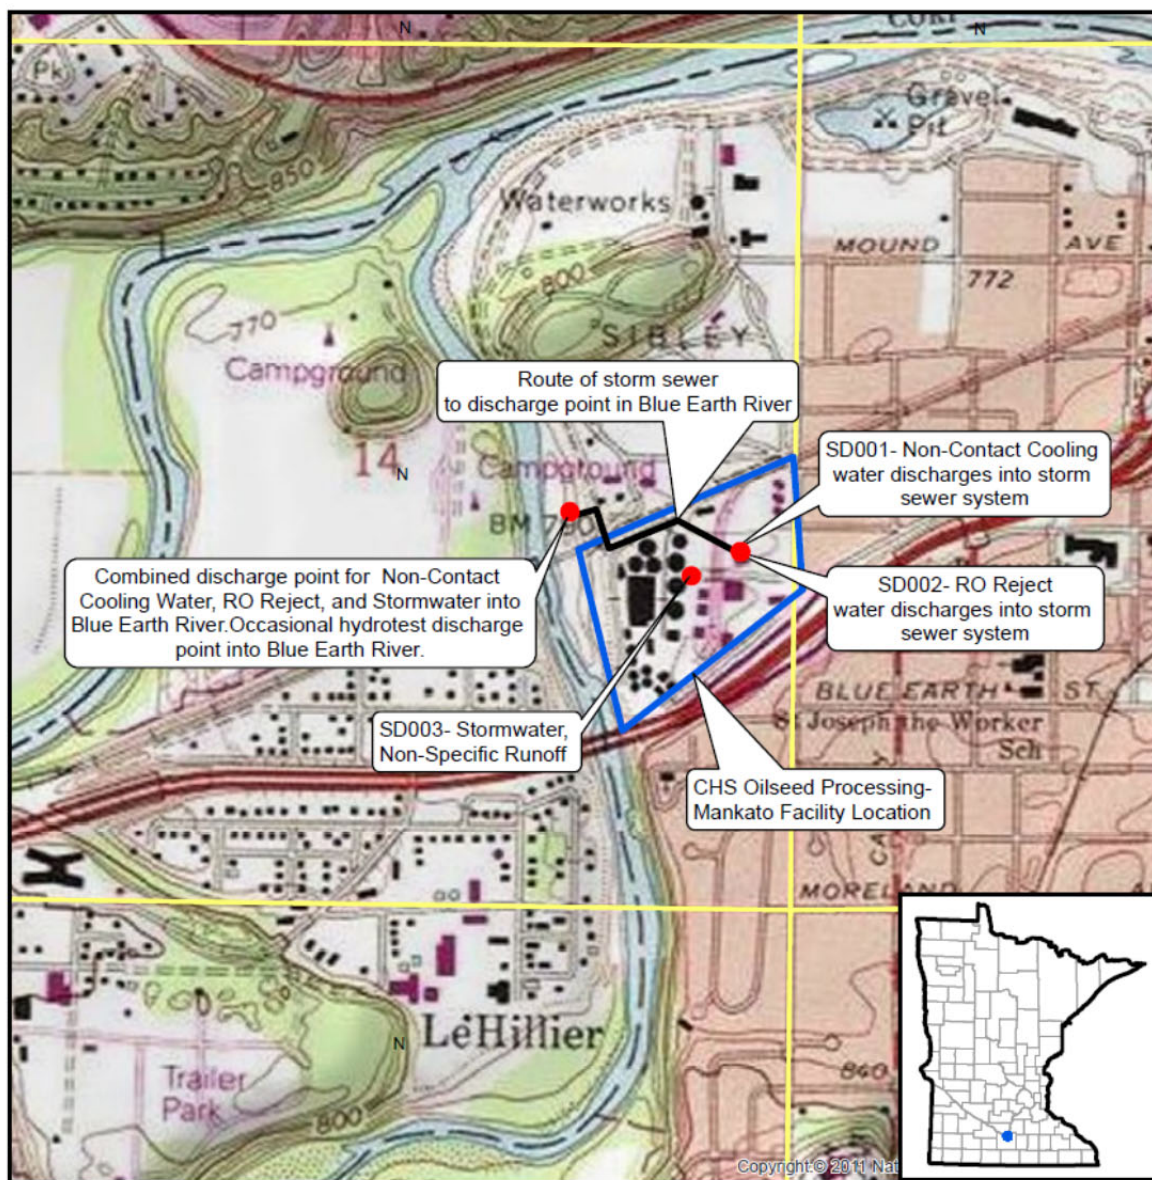 N
N
Pk
Gravel
Pit
850
Waterworks
MOUND AVE
772
800
770
SIBLEY
Campground
Route of storm sewer
to discharge point in Blue Earth River
14
N
Campground
SD001- Non-Contact Cooling
water discharges into storm
sewer system
BM
Combined discharge point for Non-Contact
Cooling Water, RO Reject, and Stormwater into
Blue Earth River.Occasional hydrotest discharge
point into Blue Earth River.
SD002- RO Reject
water discharges into storm
sewer system
BLUE EARTH ST
St Joseph the Worker
Sch
SD003- Stormwater,
Non-Specific Runoff
CHS Oilseed Processing-
Mankato Facility Location
MORELAND A
LeHillier
N
Trailer
Park
840
800
Copyright:© 2011 Nat